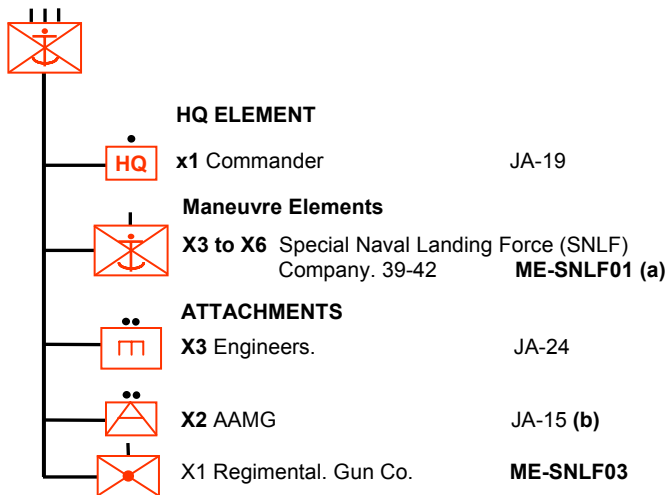 HQ ELEMENT
HQ x1 Commander JA-19
Maneuvre Elements
X3 to X6 Special Naval Landing Force (SNLF)
Company. 39-42 ME-SNLF01 (a)
ATTACHMENTS
X3 Engineers. JA-24
X2 AAMG JA-15 (b)
X1 Regimental. Gun Co. ME-SNLF03